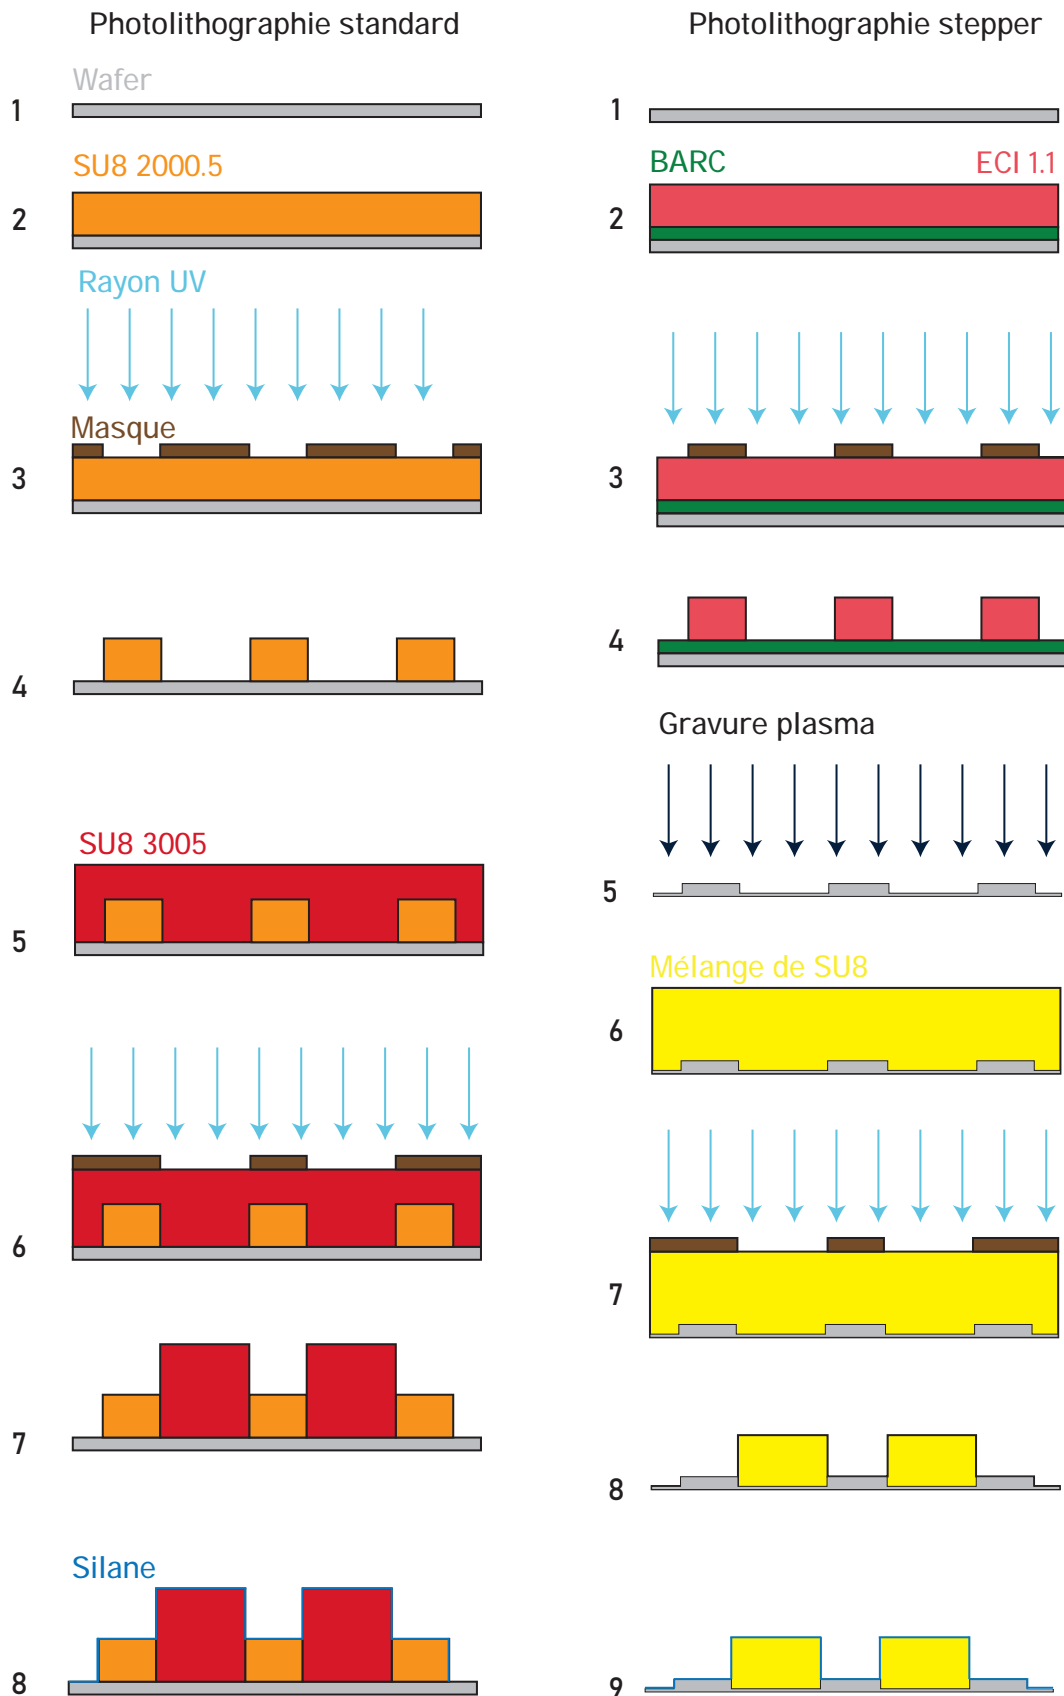 Photolithographie standard
Wafer
1
SU8 2000.5
2
Rayon UV
Masque
3
4
SU8 3005
5
6
7
Silane
8
Photolithographie stepper
1
BARC
ECI 1.1
2
3
4
Gravure plasma
5
Mélange de SU8
6
7
8
9